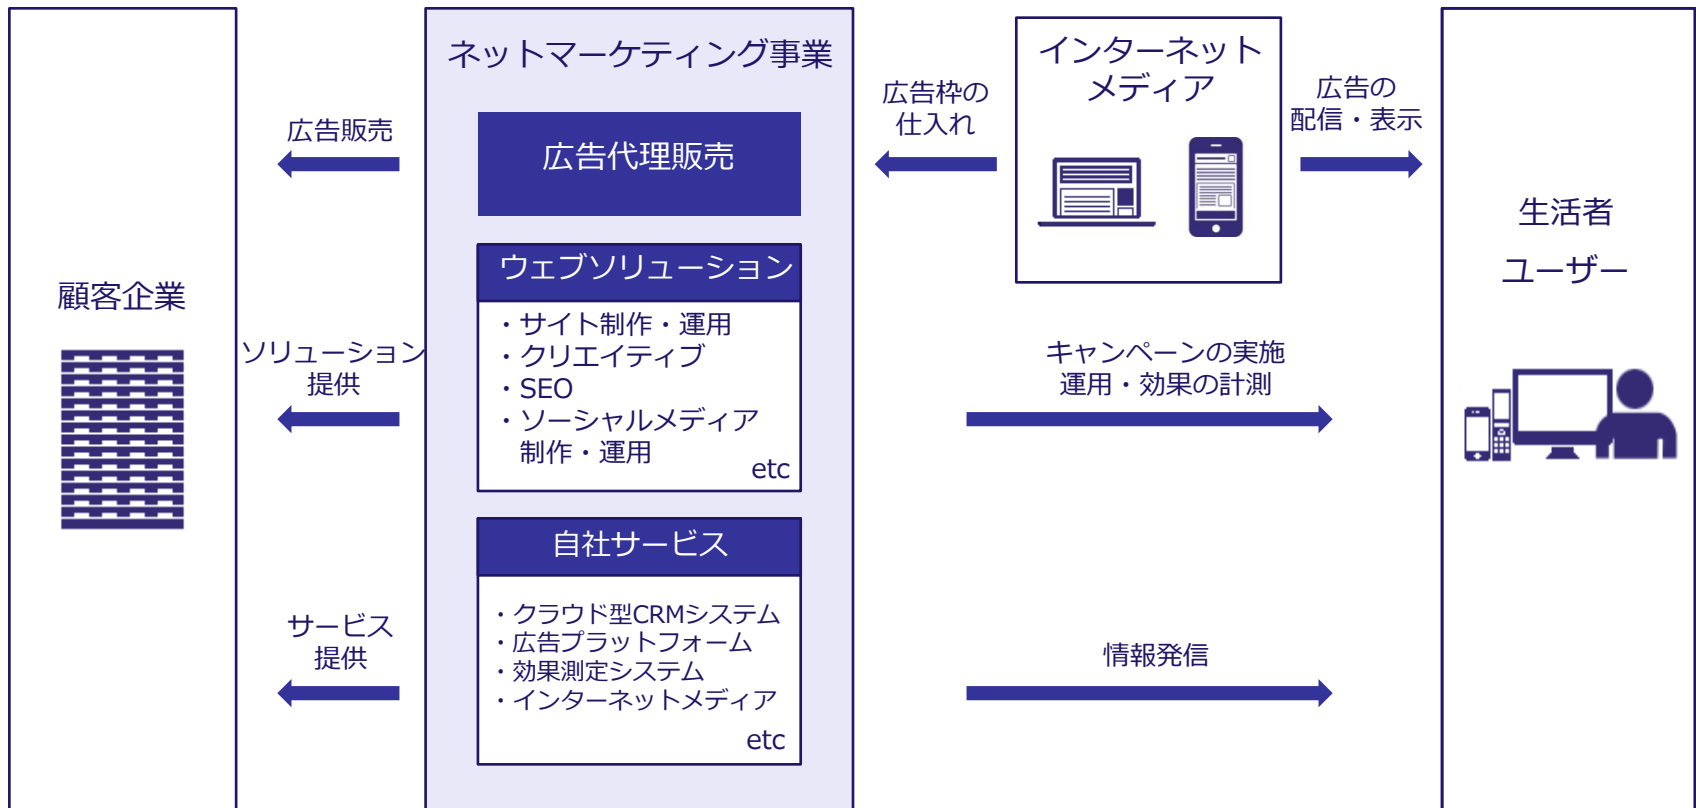 顧客企業
広告販売
ソリューション
提供
サービス
提供
ネットマーケティング事業
広告代理販売
ウェブソリューション
・サイト制作・運用
・クリエイティブ
・SEO
・ソーシャルメディア
制作・運用
etc
自社サービス
・クラウド型CRMシステム
・広告プラットフォーム
・効果測定システム
・インターネットメディア
etc
広告枠の
仕入れ
インターネット
メディア
広告の
配信・表示
キャンペーンの実施
運用・効果の計測
情報発信
生活者
ユーザー